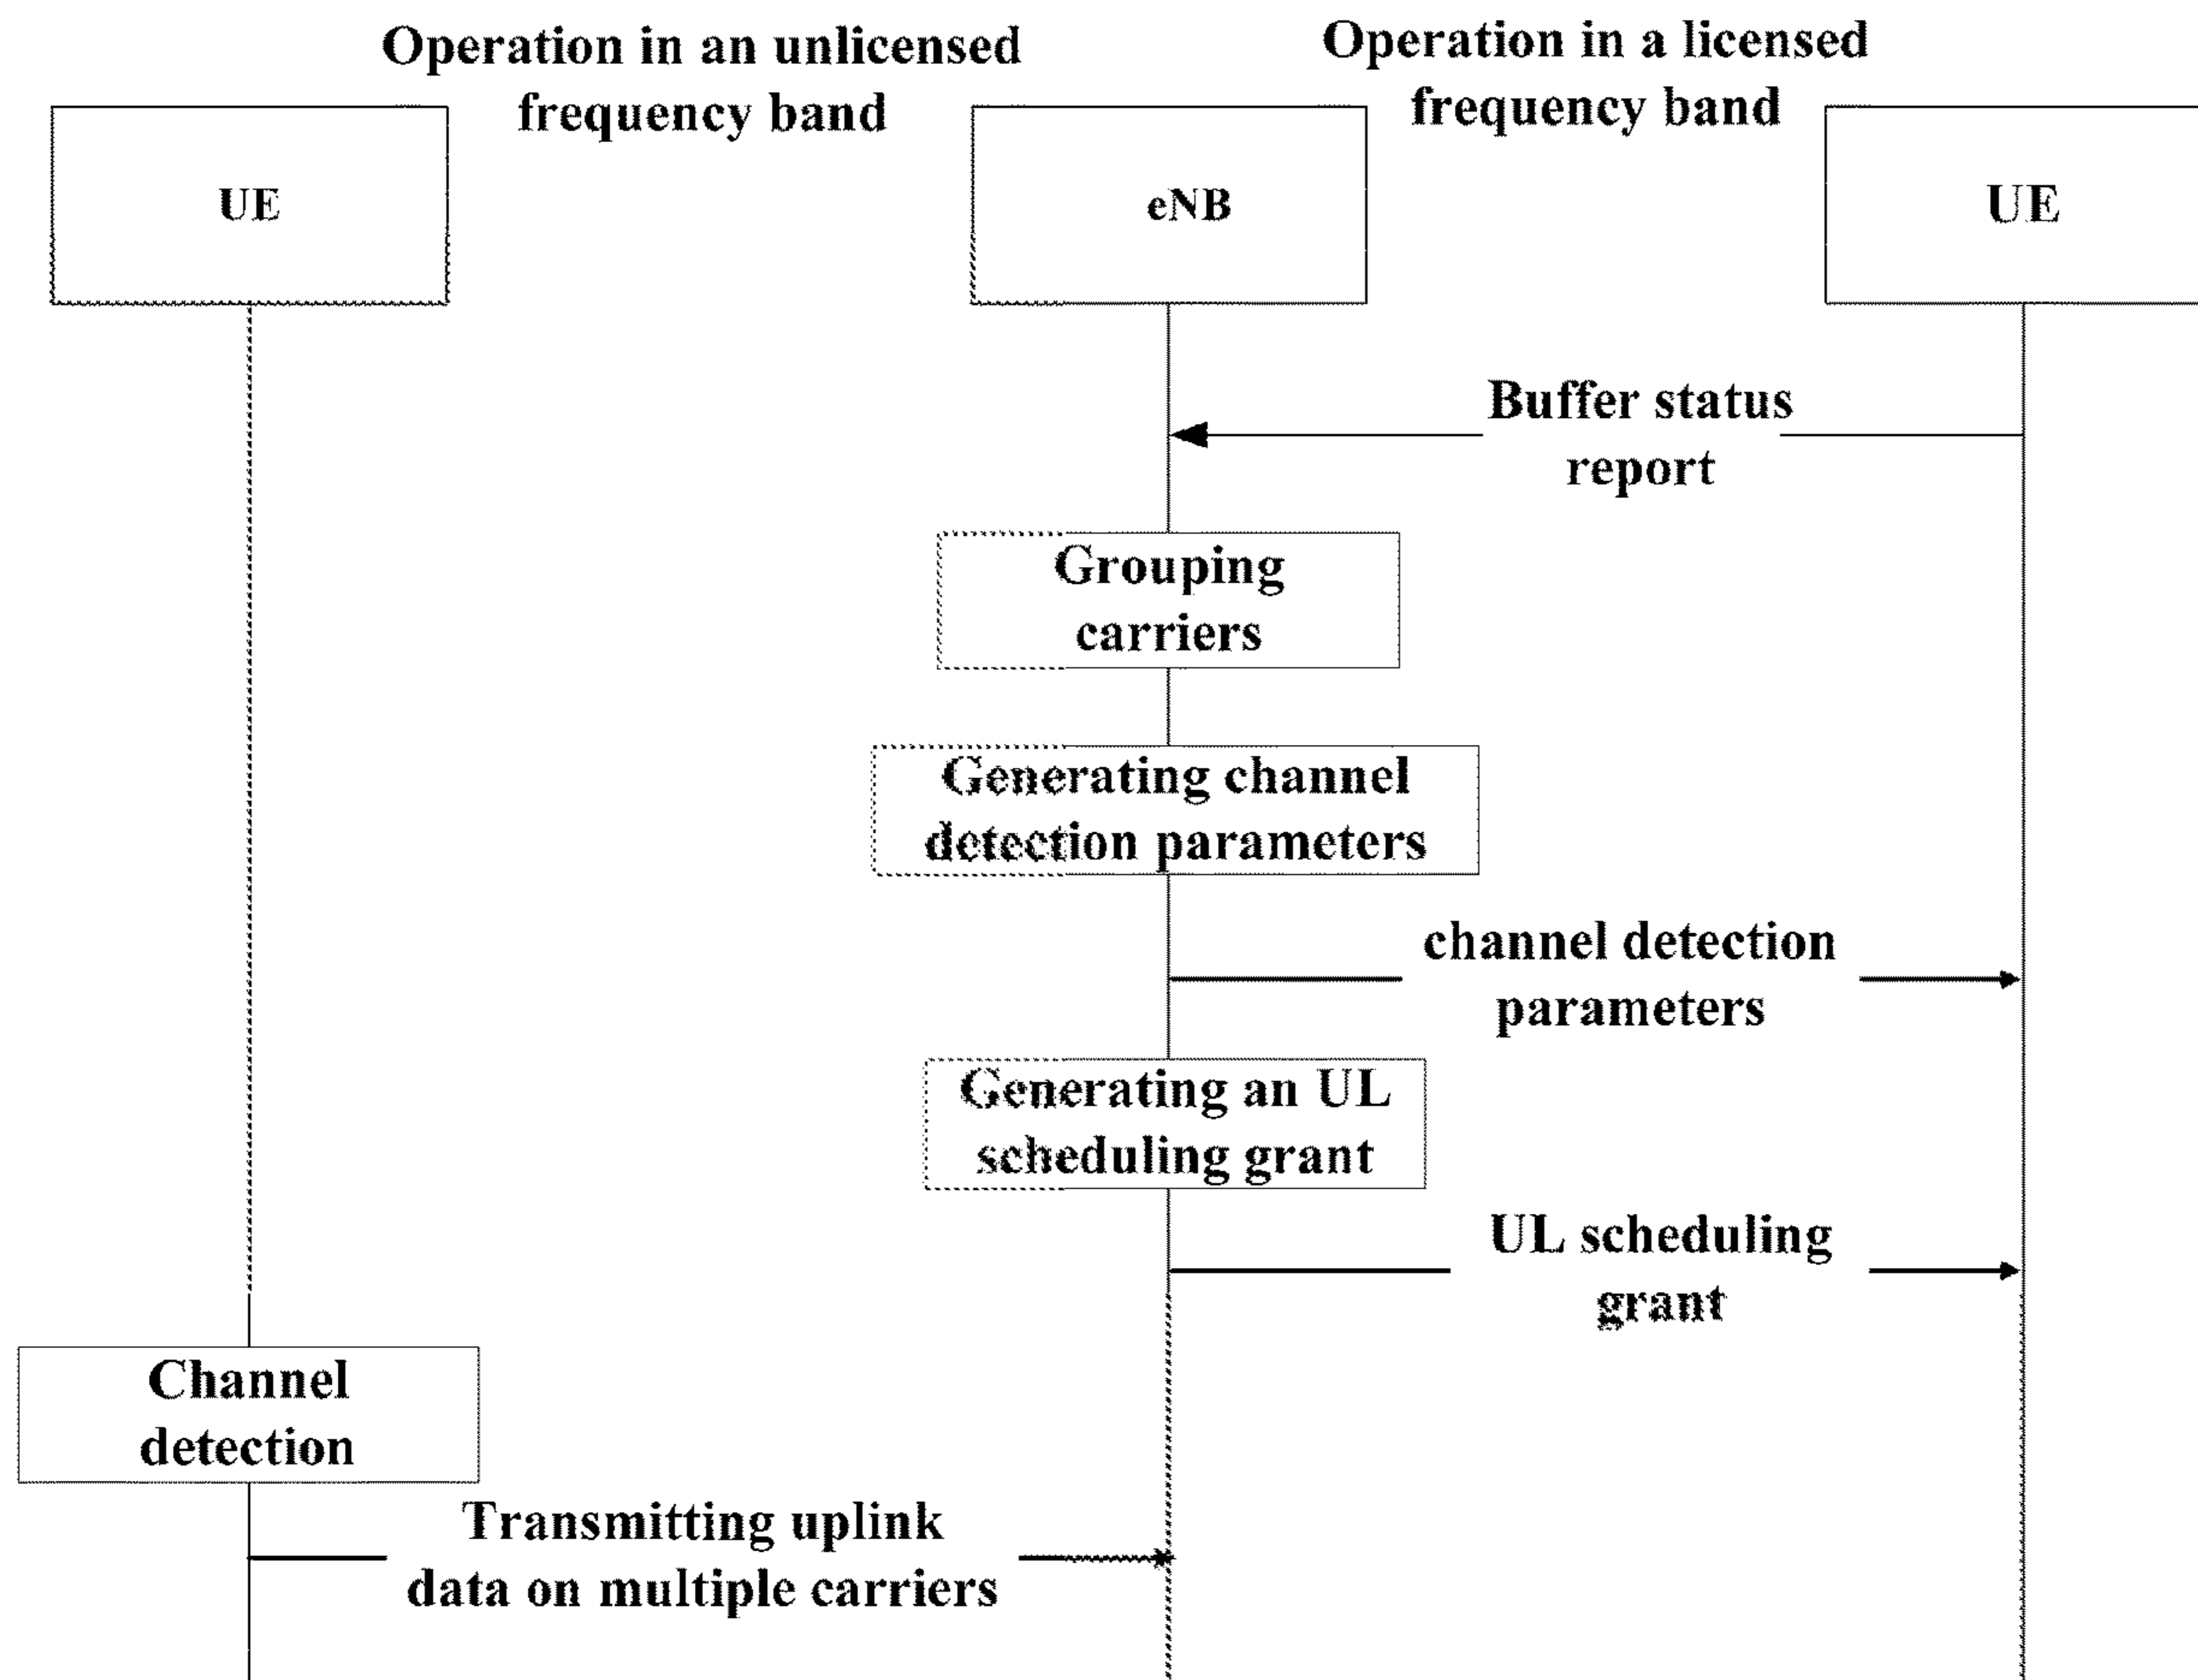 Operation in an unlicensed
frequency band
Operation in a licensed
frequency band
UE
eNB
UE
Buffer status
report
Grouping
carriers
Generating channel
detection parameters
channel detection
parameters
Generating an UL
scheduling grant
UL scheduling
grant
Channel
detection
Transmitting uplink
data on multiple carriers